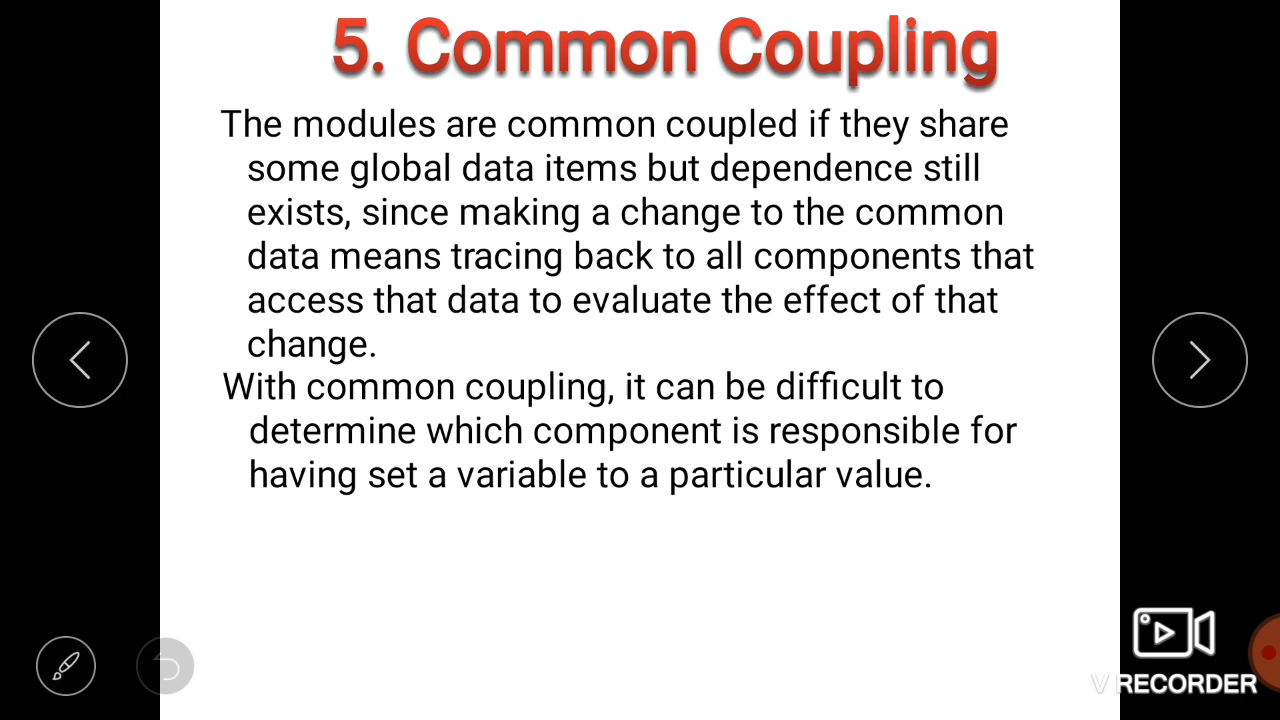 5. Common Coupling
The modules are common coupled if they share
some global data items but dependence still
exists, since making a change to the common
data means tracing back to all components that
access that data to evaluate the effect of that
change.
With common coupling, it can be difficult to
determine which component is responsible for
having set a variable to a particular value.
V RECORDER